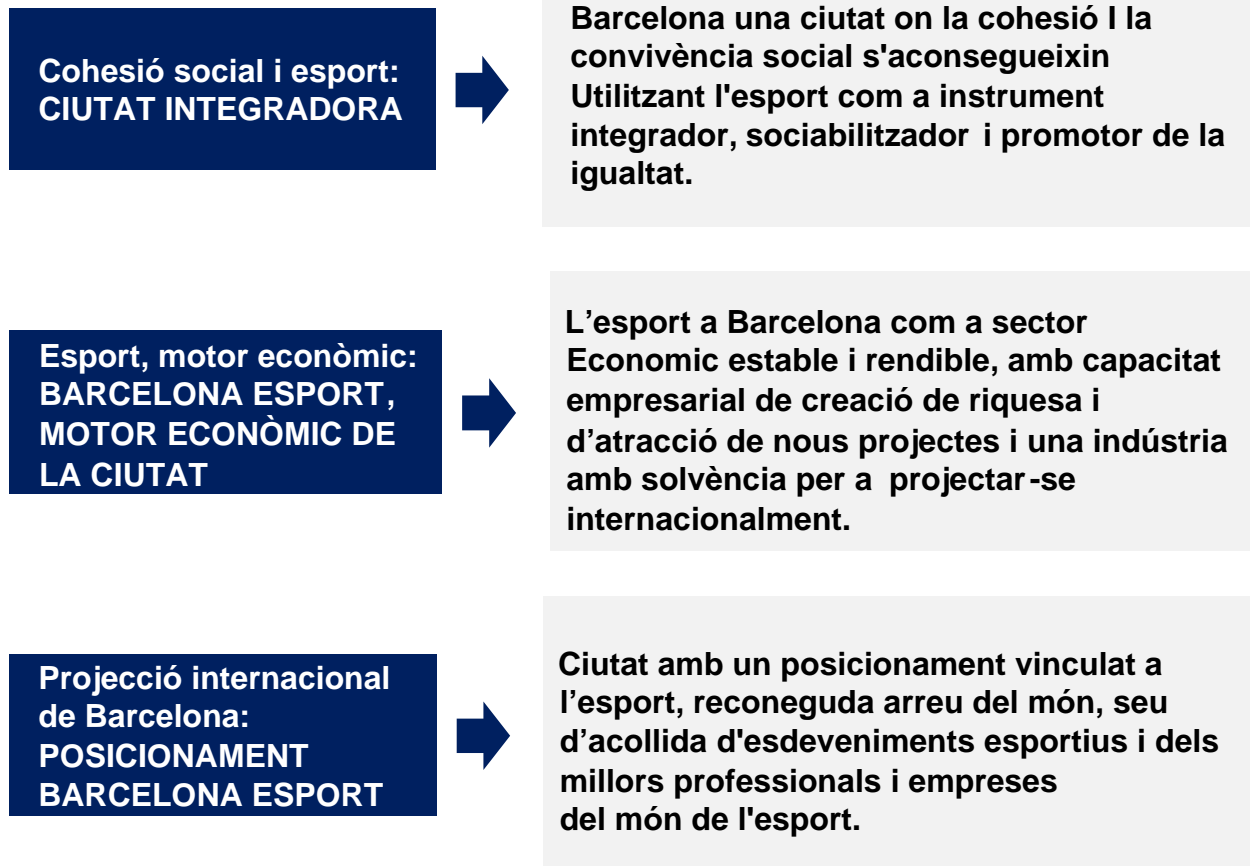 Cohesió social i esport:
CIUTAT INTEGRADORA
Barcelona una ciutat on la cohesió I la
convivència social s'aconsegueixin
Utilitzant l'esport com a instrument
integrador, sociabilitzador i promotor de la
igualtat.
Esport, motor econòmic:
BARCELONA ESPORT,
MOTOR ECONÒMIC DE
LA CIUTAT
L’esport a Barcelona com a sector
Economic estable i rendible, amb capacitat
empresarial de creació de riquesa i
d’atracció de nous projectes i una indústria
amb solvència per a projectar-se
internacionalment.
Projecció internacional
de Barcelona:
POSICIONAMENT
BARCELONA ESPORT
Ciutat amb un posicionament vinculat a
l’esport, reconeguda arreu del món, seu
d’acollida d'esdeveniments esportius i dels
millors professionals i empreses
del món de l'esport.